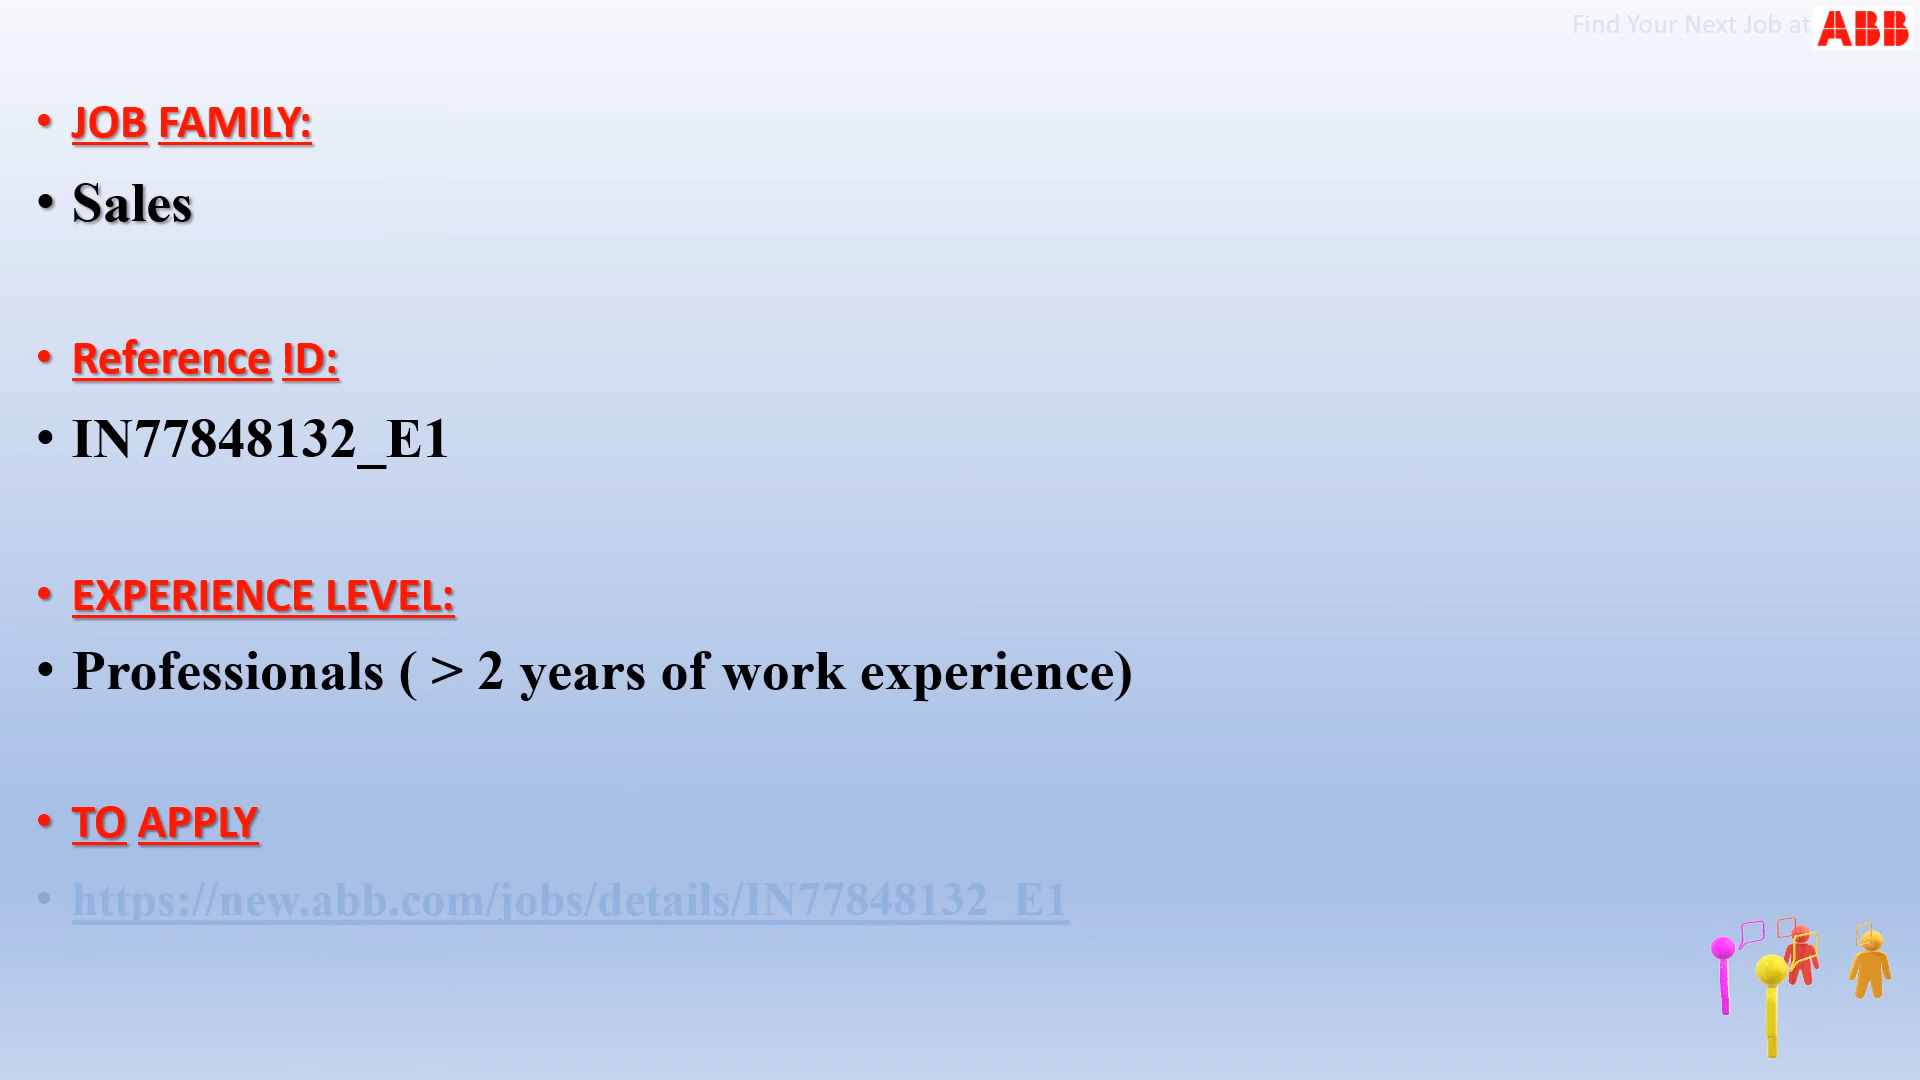 Find Your Next Job at ABB
• JOB FAMILY:
• Sales
• Reference ID:
• IN77848132_E1
• EXPERIENCE LEVEL:
• Professionals ( > 2 years of work experience)
• TO APPLY
• https://new.abb.com/jobs/details/IN77848132_E1